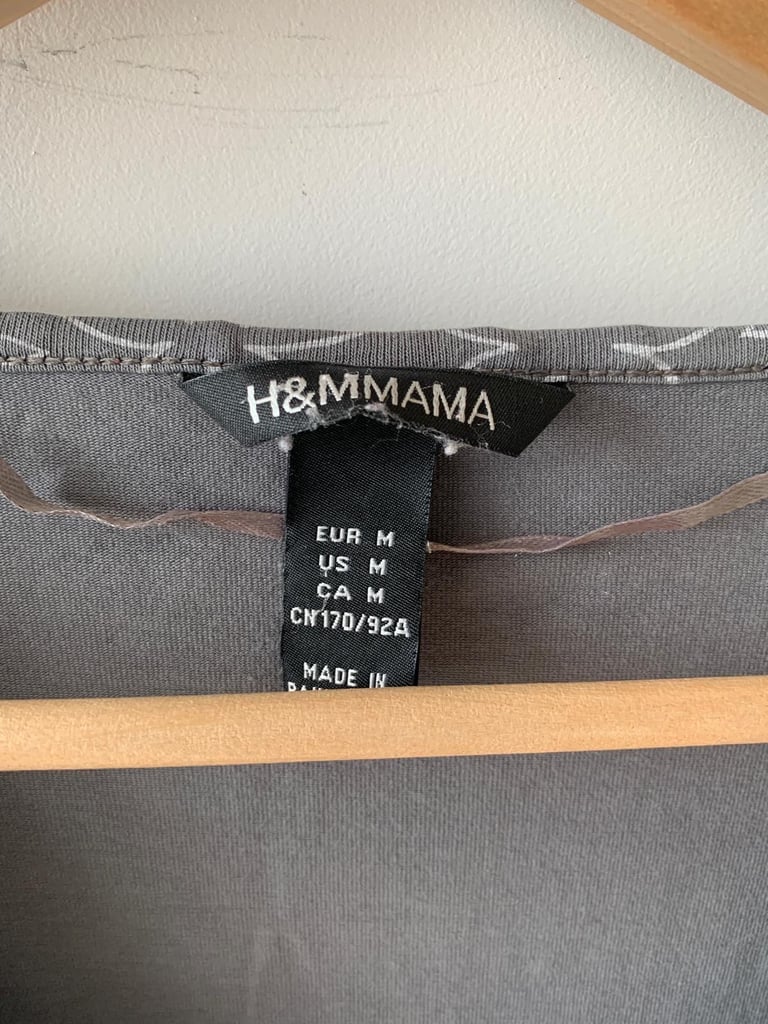 H&MMAMA
EUR M
US M
CA M
CN170/92A
MADE IN